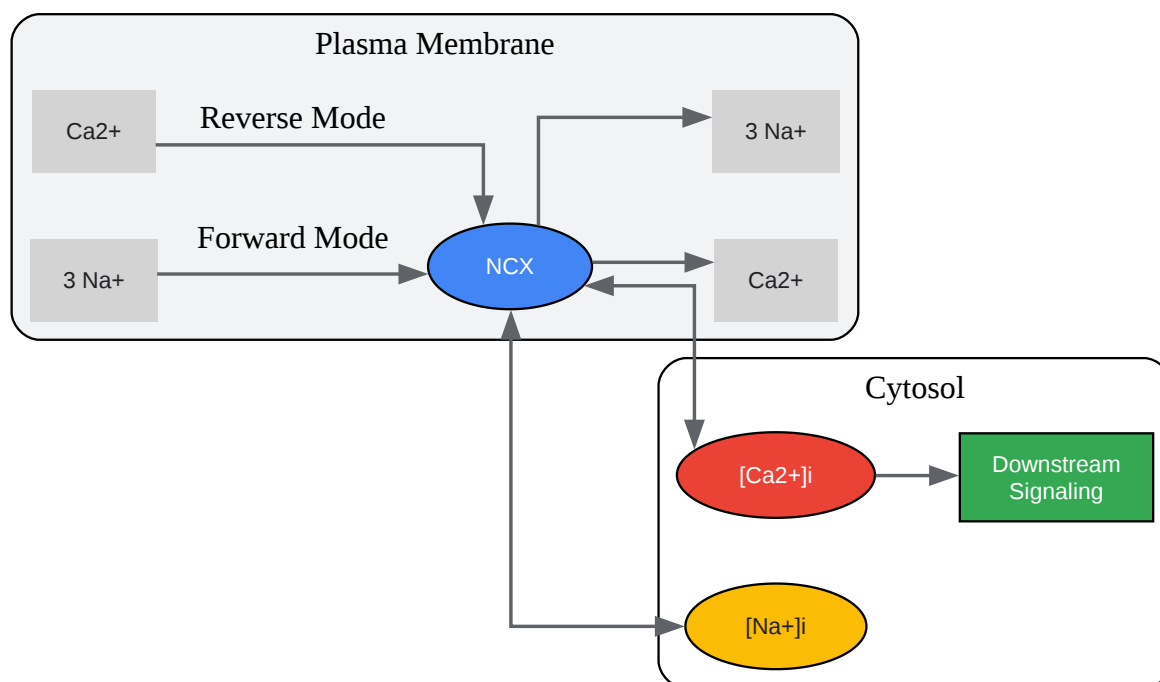 Plasma Membrane
Ca2+
Reverse Mode
3 Na+
3 Na+
Forward Mode
NCX
Ca2+
Cytosol
[Ca2+]i
Downstream
Signaling
[Na+]i